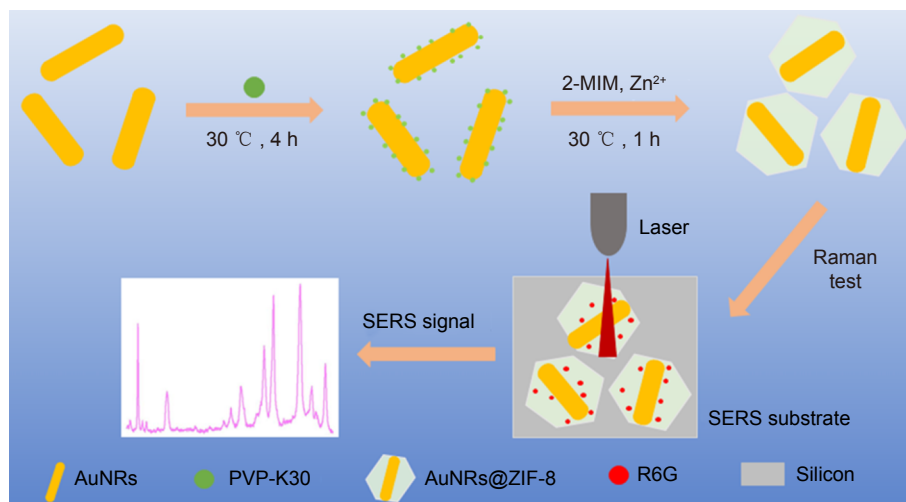 2-MIM, Zn²⁺
30 ℃ , 4 h
30 ℃ , 1 h
Laser
Raman
test
SERS signal
SERS substrate
AuNRs
PVP-K30
AuNRs@ZIF-8
R6G
Silicon